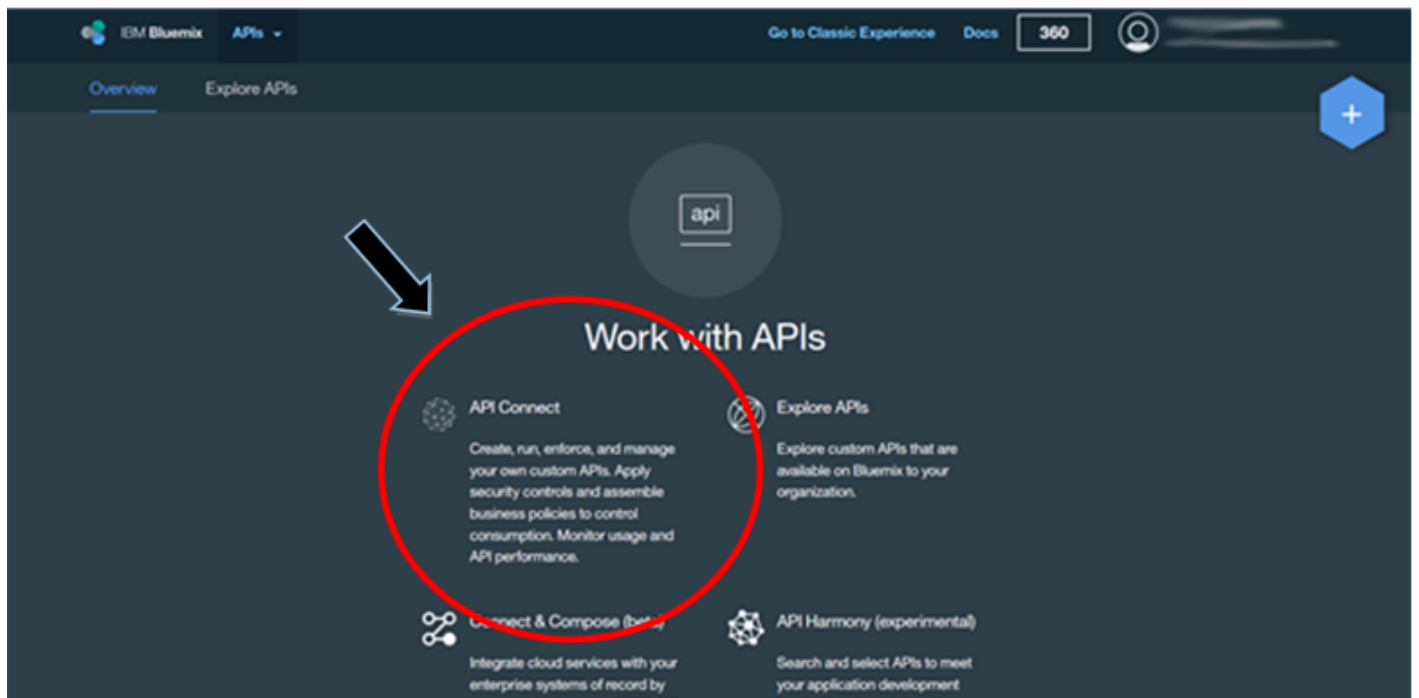 IBM Bluemix APIs Go to Classic Experience Docs 360
Overview Explore APIs
+
api
Work with APIs
API Connect
Create, run, enforce, and manage
your own custom APIs. Apply
security controls and assemble
business policies to control
consumption. Monitor usage and
API performance.
Explore APIs
Explore custom APIs that are
available on Bluemix to your
organization.
Connect & Compose (beta)
Integrate cloud services with your
enterprise systems of record by
API Harmony (experimental)
Search and select APIs to meet
your application development